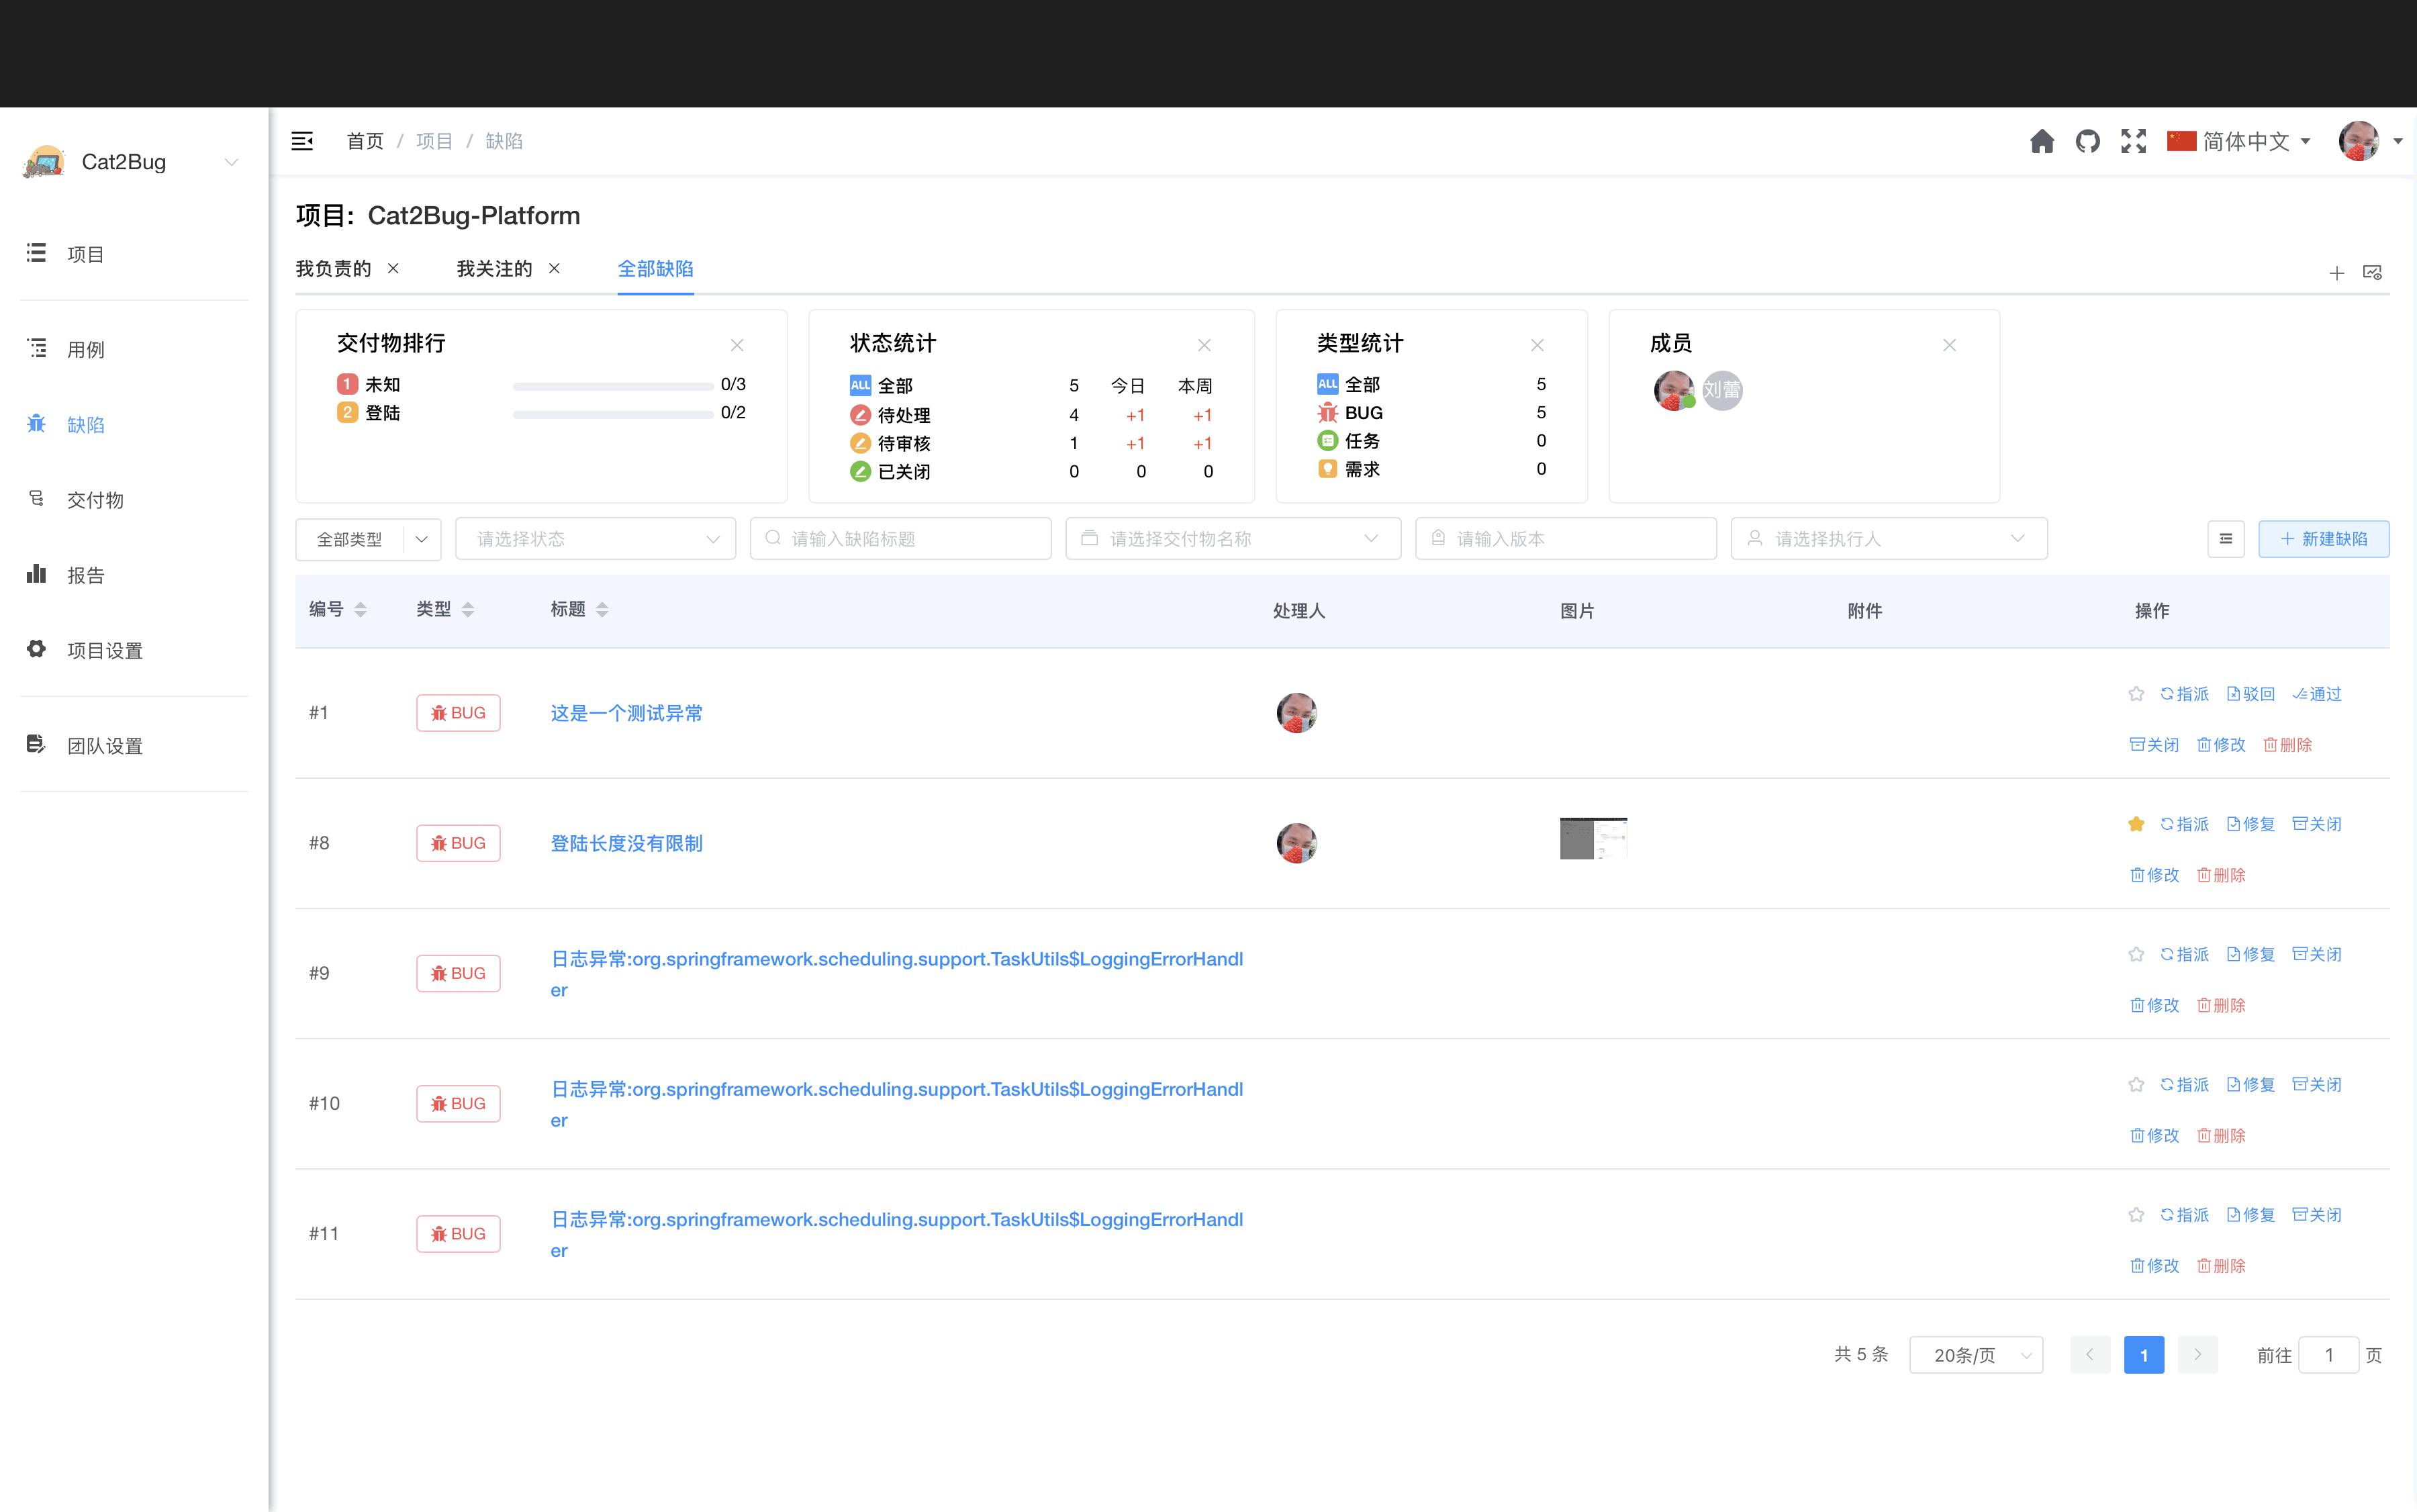 Cat2Bug
首页 / 项目 / 缺陷
简体中文
项目
用例
缺陷
交付物
报告
项目设置
团队设置
项目: Cat2Bug-Platform
我负责的 我关注的 全部缺陷
交付物排行
1 未知 0/3
2 登陆 0/2
状态统计
ALL 全部 5 今日 本周
待处理 4 +1 +1
待审核 1 +1 +1
已关闭 0 0 0
类型统计
ALL 全部 5
BUG 5
任务 0
需求 0
成员
刘蕾
全部类型 请选择状态 请输入缺陷标题 请选择交付物名称 请输入版本 请选择执行人 新建缺陷
编号 类型 标题 处理人 图片 附件 操作
#1 BUG 这是一个测试异常 指派 驳回 通过
关闭 修改 删除
#8 BUG 登陆长度没有限制 指派 修复 关闭
修改 删除
#9 BUG 日志异常:org.springframework.scheduling.support.TaskUtils$LoggingErrorHandl 指派 修复 关闭
er 修改 删除
#10 BUG 日志异常:org.springframework.scheduling.support.TaskUtils$LoggingErrorHandl 指派 修复 关闭
er 修改 删除
#11 BUG 日志异常:org.springframework.scheduling.support.TaskUtils$LoggingErrorHandl 指派 修复 关闭
er 修改 删除
共 5 条 20条/页 1 前往 1 页